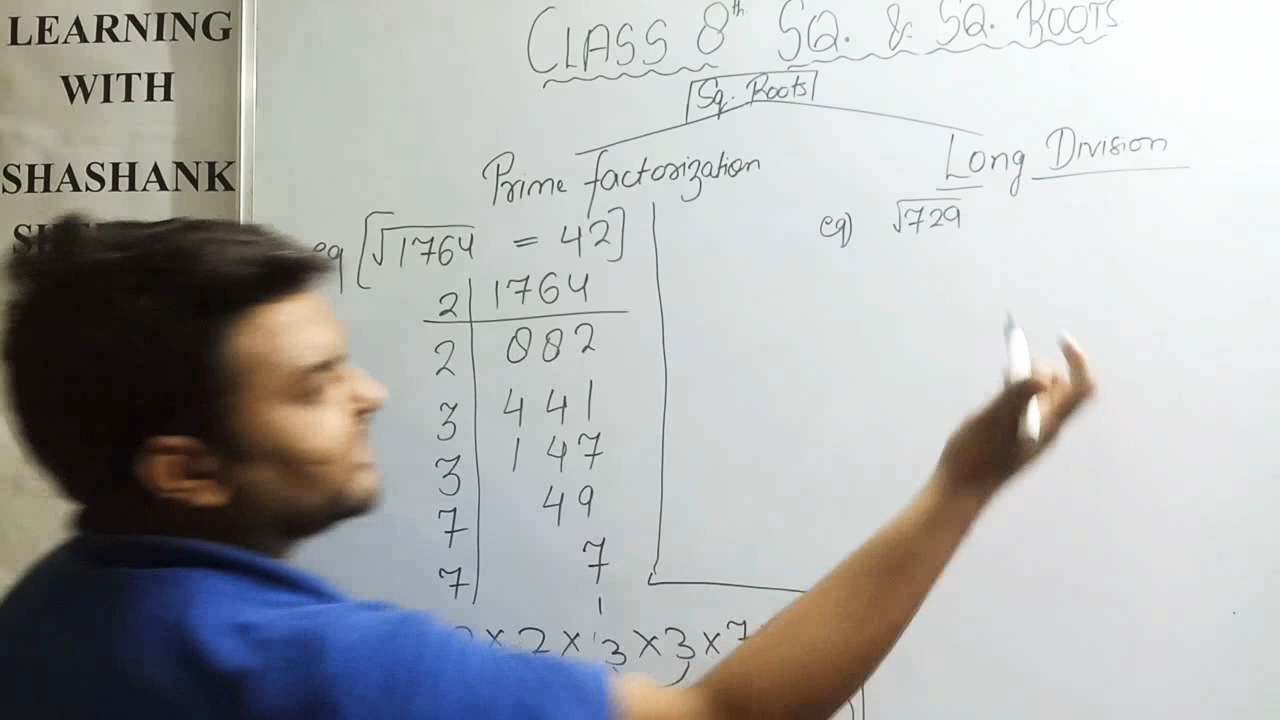 LEARNING
WITH
SHASHANK
CLASS 8th SQ. & SQ. ROOTS
Sq. Roots
Prime factorization
eg [√1764 = 42]
2 | 1764
2 | 882
3 | 441
3 | 147
7 | 49
7 | 7
1
× 2 × 3 × 3 × 7
Long Division
eg) √729